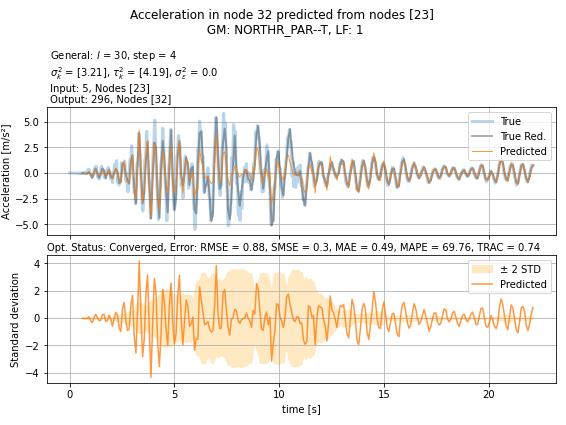 Acceleration in node 32 predicted from nodes [23]
GM: NORTHR_PAR--T, LF: 1
General: l = 30, step = 4
σ²ₖ = [3.21], τ²ₖ = [4.19], σ²ε = 0.0
Input: 5, Nodes [23]
Output: 296, Nodes [32]
Acceleration [m/s²]
5.0
2.5
0.0
−2.5
−5.0
True
True Red.
Predicted
Opt. Status: Converged, Error: RMSE = 0.88, SMSE = 0.3, MAE = 0.49, MAPE = 69.76, TRAC = 0.74
Standard deviation
4
2
0
−2
−4
± 2 STD
Predicted
0 5 10 15 20
time [s]